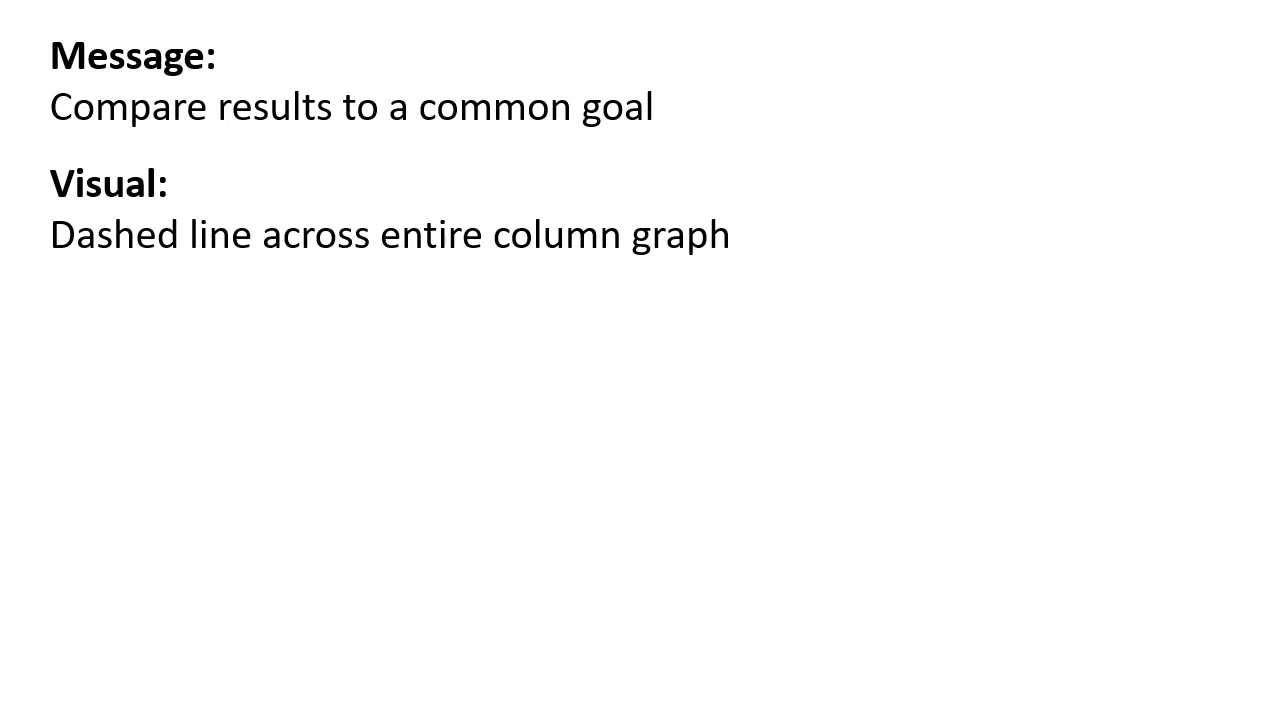 Message:
Compare results to a common goal
Visual:
Dashed line across entire column graph